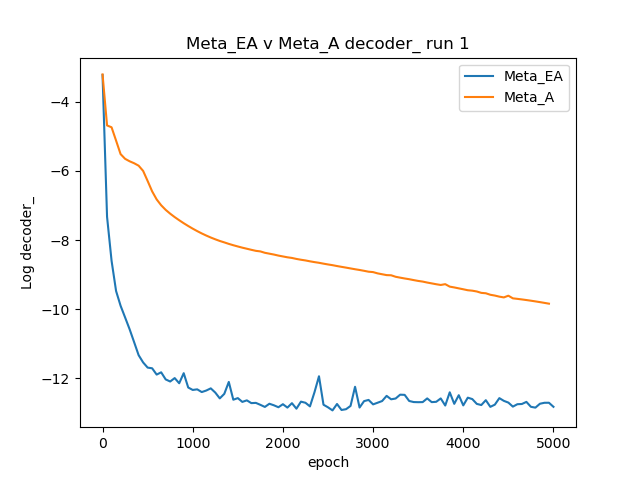 Meta_EA v Meta_A decoder_ run 1
Meta_EA
Meta_A
Log decoder_
−4
−6
−8
−10
−12
0
1000
2000
3000
4000
5000
epoch